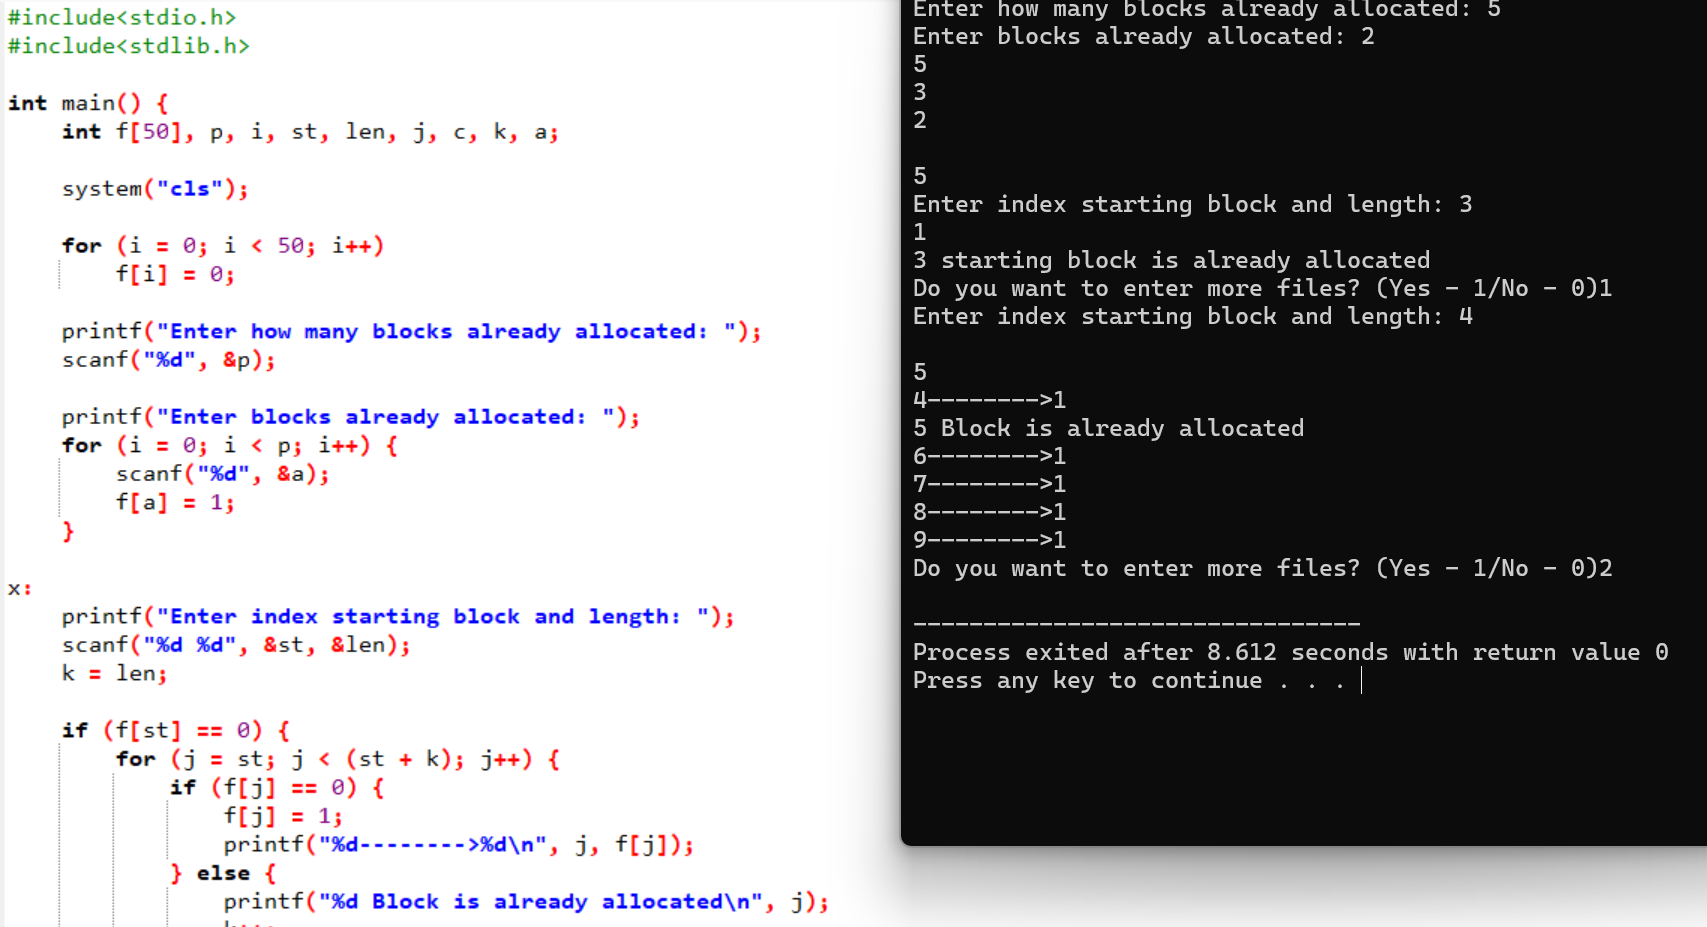 #include<stdio.h>
#include<stdlib.h>
int main() {
int f[50], p, i, st, len, j, c, k, a;
system("cls");
for (i = 0; i < 50; i++)
f[i] = 0;
printf("Enter how many blocks already allocated: ");
scanf("%d", &p);
printf("Enter blocks already allocated: ");
for (i = 0; i < p; i++) {
scanf("%d", &a);
f[a] = 1;
}
x:
printf("Enter index starting block and length: ");
scanf("%d %d", &st, &len);
k = len;
if (f[st] == 0) {
for (j = st; j < (st + k); j++) {
if (f[j] == 0) {
f[j] = 1;
printf("%d-------->%d\n", j, f[j]);
} else {
printf("%d Block is already allocated\n", j);
Enter how many blocks already allocated: 5
Enter blocks already allocated: 2
5
3
2
5
Enter index starting block and length: 3
1
3 starting block is already allocated
Do you want to enter more files? (Yes - 1/No - 0)1
Enter index starting block and length: 4
5
4-------->1
5 Block is already allocated
6-------->1
7-------->1
8-------->1
9-------->1
Do you want to enter more files? (Yes - 1/No - 0)2
--------------------------------
Process exited after 8.612 seconds with return value 0
Press any key to continue . . .